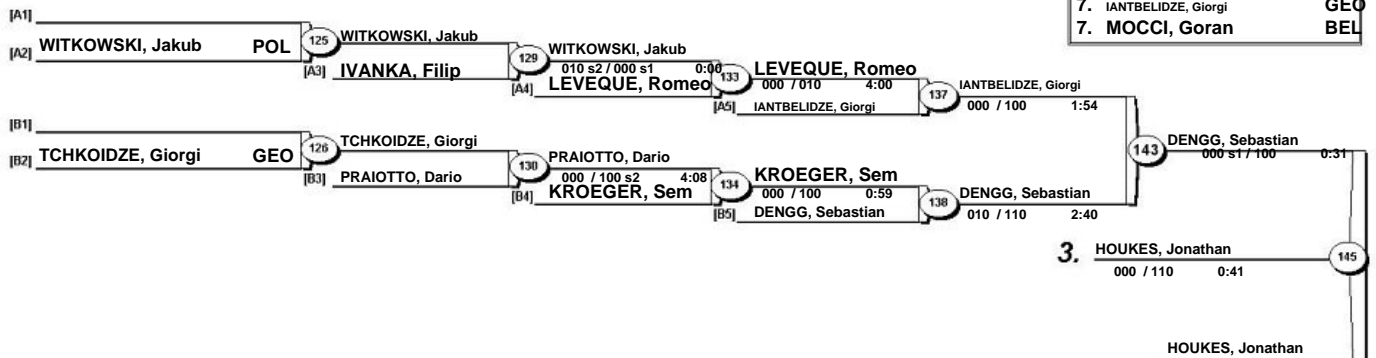 7. IANTBELIDZE, Giorgi GEO
7. MOCCI, Goran BEL
[A1]
[A2] WITKOWSKI, Jakub POL
125
WITKOWSKI, Jakub
[A3] IVANKA, Filip
129
WITKOWSKI, Jakub
010 s2 / 000 s1 0:00
[A4] LEVEQUE, Romeo
133
LEVEQUE, Romeo
000 / 010 4:00
[A5] IANTBELIDZE, Giorgi
137
IANTBELIDZE, Giorgi
000 / 100 1:54
[B1]
[B2] TCHKOIDZE, Giorgi GEO
126
TCHKOIDZE, Giorgi
[B3] PRAIOTTO, Dario
130
PRAIOTTO, Dario
000 / 100 s2 4:08
[B4] KROEGER, Sem
134
KROEGER, Sem
000 / 100 0:59
[B5] DENGG, Sebastian
138
DENGG, Sebastian
010 / 110 2:40
143
DENGG, Sebastian
000 s1 / 100 0:31
3. HOUKES, Jonathan
000 / 110 0:41
145
HOUKES, Jonathan